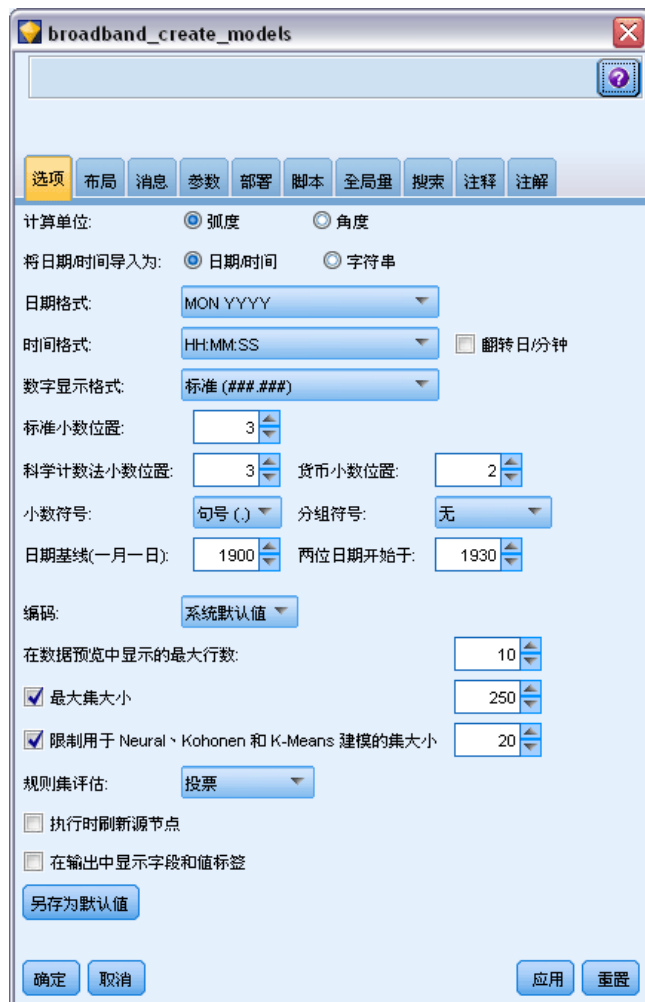 broadband_create_models
选项 布局 消息 参数 部署 脚本 全局量 搜索 注释 注解
计算单位: 弧度 角度
将日期/时间导入为: 日期/时间 字符串
日期格式: MON YYYY
时间格式: HH:MM:SS 翻转日/分钟
数字显示格式: 标准 (###.###)
标准小数位置: 3
科学计数法小数位置: 3 货币小数位置: 2
小数符号: 句号 (.) 分组符号: 无
日期基线(一月一日): 1900 两位日期开始于: 1930
编码: 系统默认值
在数据预览中显示的最大行数: 10
最大集大小 250
限制用于 Neural、Kohonen 和 K-Means 建模的集大小 20
规则集评估: 投票
执行时刷新源节点
在输出中显示字段和值标签
另存为默认值
确定 取消 应用 重置